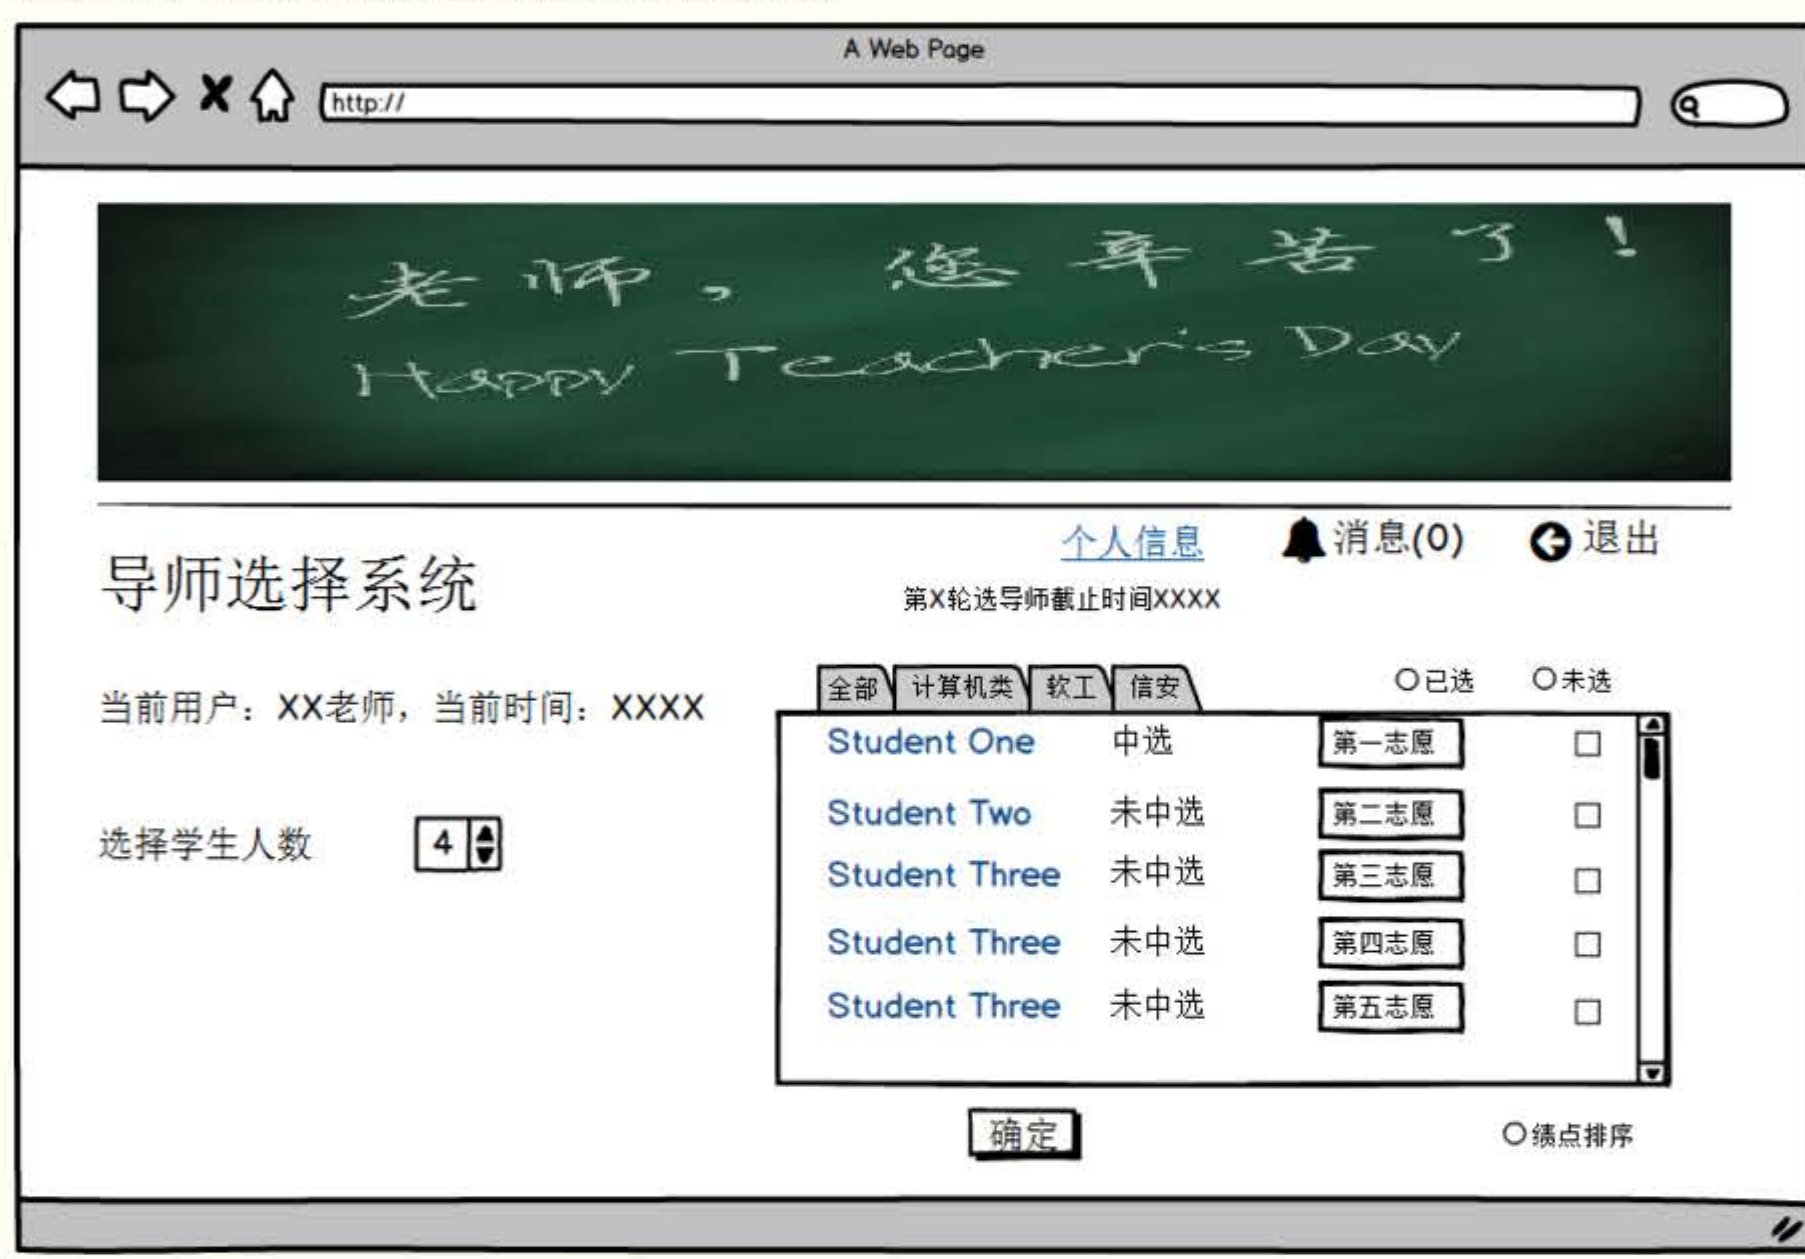 A Web Page
http://
老师，您辛苦了！
Happy Teacher's Day
个人信息 消息(0) 退出
导师选择系统
第X轮选导师截止时间XXXX
当前用户：XX老师，当前时间：XXXX
选择学生人数 4
全部 计算机类 软工 信安 已选 未选
Student One 中选 第一志愿
Student Two 未中选 第二志愿
Student Three 未中选 第三志愿
Student Three 未中选 第四志愿
Student Three 未中选 第五志愿
确定 绩点排序